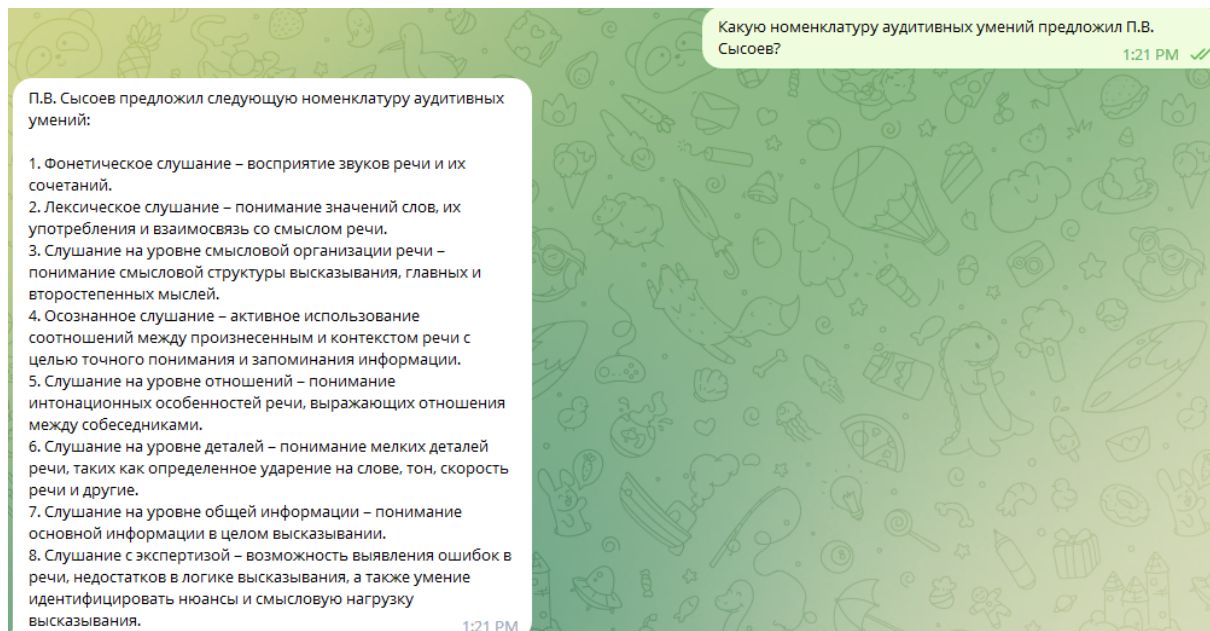 Какую номенклатуру аудитивных умений предложил П.В.
Сысоев?
1:21 PM
П.В. Сысоев предложил следующую номенклатуру аудитивных
умений:
1. Фонетическое слушание – восприятие звуков речи и их
сочетаний.
2. Лексическое слушание – понимание значений слов, их
употребления и взаимосвязь со смыслом речи.
3. Слушание на уровне смысловой организации речи –
понимание смысловой структуры высказывания, главных и
второстепенных мыслей.
4. Осознанное слушание – активное использование
соотношений между произнесенным и контекстом речи с
целью точного понимания и запоминания информации.
5. Слушание на уровне отношений – понимание
интонационных особенностей речи, выражающих отношения
между собеседниками.
6. Слушание на уровне деталей – понимание мелких деталей
речи, таких как определенное ударение на слове, тон, скорость
речи и другие.
7. Слушание на уровне общей информации – понимание
основной информации в целом высказывании.
8. Слушание с экспертизой – возможность выявления ошибок в
речи, недостатков в логике высказывания, а также умение
идентифицировать нюансы и смысловую нагрузку
высказывания.
1:21 PM